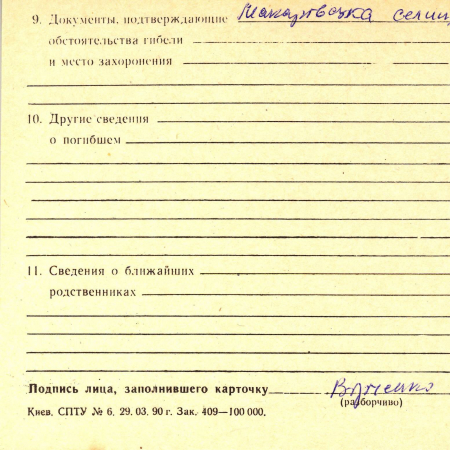 9. Документы, подтверждающие
обстоятельства гибели
и место захоронения
10. Другие сведения
о погибшем
11. Сведения о ближайших
родственниках
Подпись лица, заполнившего карточку
(разборчиво)
Киев. СПТУ № 6. 29. 03. 90 г. Зак. 409—100 000.